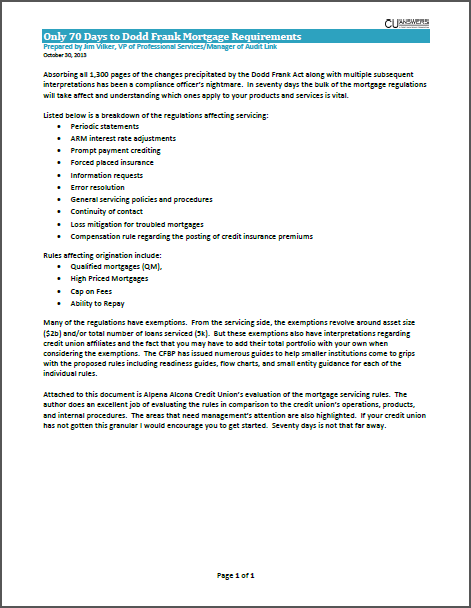 CU*ANSWERS
Only 70 Days to Dodd Frank Mortgage Requirements
Prepared by Jim Vilker, VP of Professional Services/Manager of Audit Link
October 30, 2013
Absorbing all 1,300 pages of the changes precipitated by the Dodd Frank Act along with multiple subsequent
interpretations has been a compliance officer's nightmare. In seventy days the bulk of the mortgage regulations
will take affect and understanding which ones apply to your products and services is vital.
Listed below is a breakdown of the regulations affecting servicing:
• Periodic statements
• ARM interest rate adjustments
• Prompt payment crediting
• Forced placed insurance
• Information requests
• Error resolution
• General servicing policies and procedures
• Continuity of contact
• Loss mitigation for troubled mortgages
• Compensation rule regarding the posting of credit insurance premiums
Rules affecting origination include:
• Qualified mortgages (QM),
• High Priced Mortgages
• Cap on Fees
• Ability to Repay
Many of the regulations have exemptions. From the servicing side, the exemptions revolve around asset size
($2b) and/or total number of loans serviced (5k). But these exemptions also have interpretations regarding
credit union affiliates and the fact that you may have to add their total portfolio with your own when
considering the exemptions. The CFBP has issued numerous guides to help smaller institutions come to grips
with the proposed rules including readiness guides, flow charts, and small entity guidance for each of the
individual rules.
Attached to this document is Alpena Alcona Credit Union's evaluation of the mortgage servicing rules. The
author does an excellent job of evaluating the rules in comparison to the credit union's operations, products,
and internal procedures. The areas that need management's attention are also highlighted. If your credit union
has not gotten this granular I would encourage you to get started. Seventy days is not that far away.
Page 1 of 1